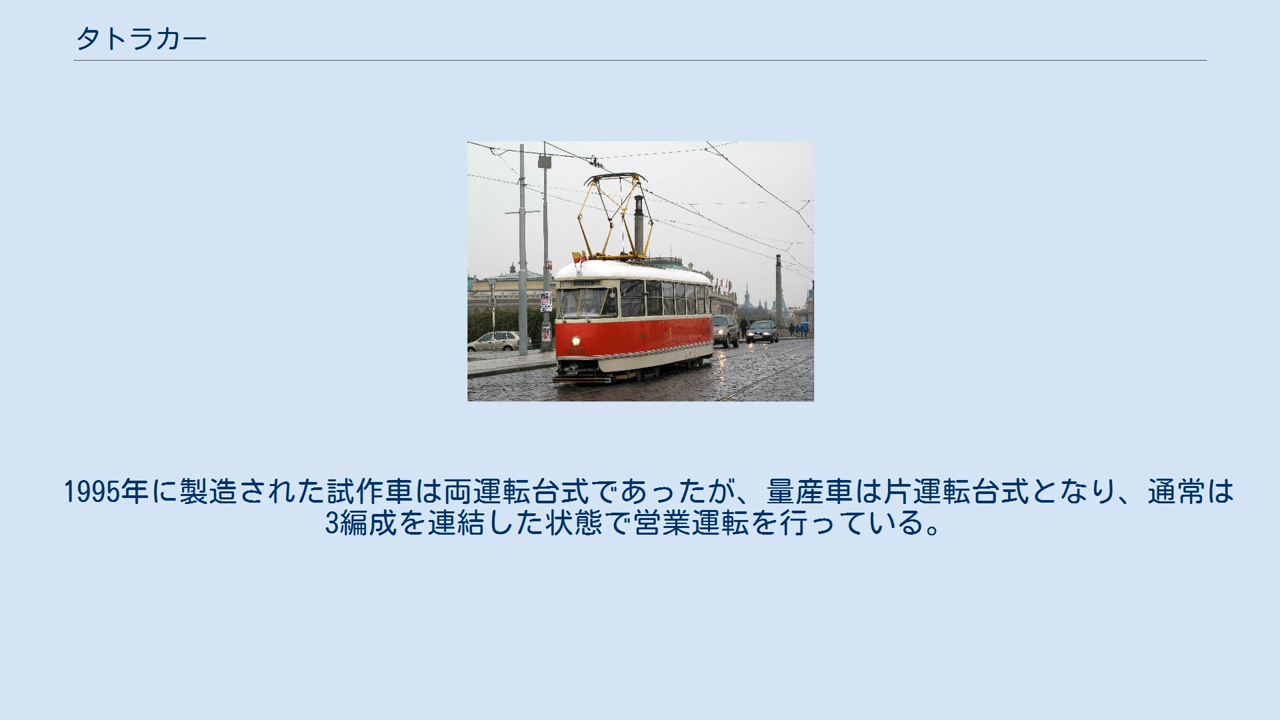 タトラカー
1995年に製造された試作車は両運転台式であったが、量産車は片運転台式となり、通常は
3編成を連結した状態で営業運転を行っている。